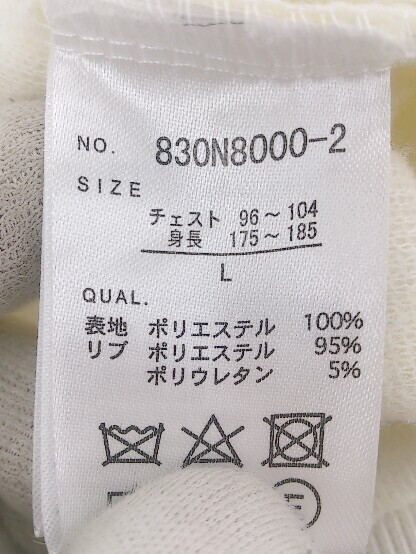 NO. 830N8000-2
SIZE
チェスト 96～104
身長 175～185
L
QUAL.
表地 ポリエステル 100%
リブ ポリエステル 95%
ポリウレタン 5%